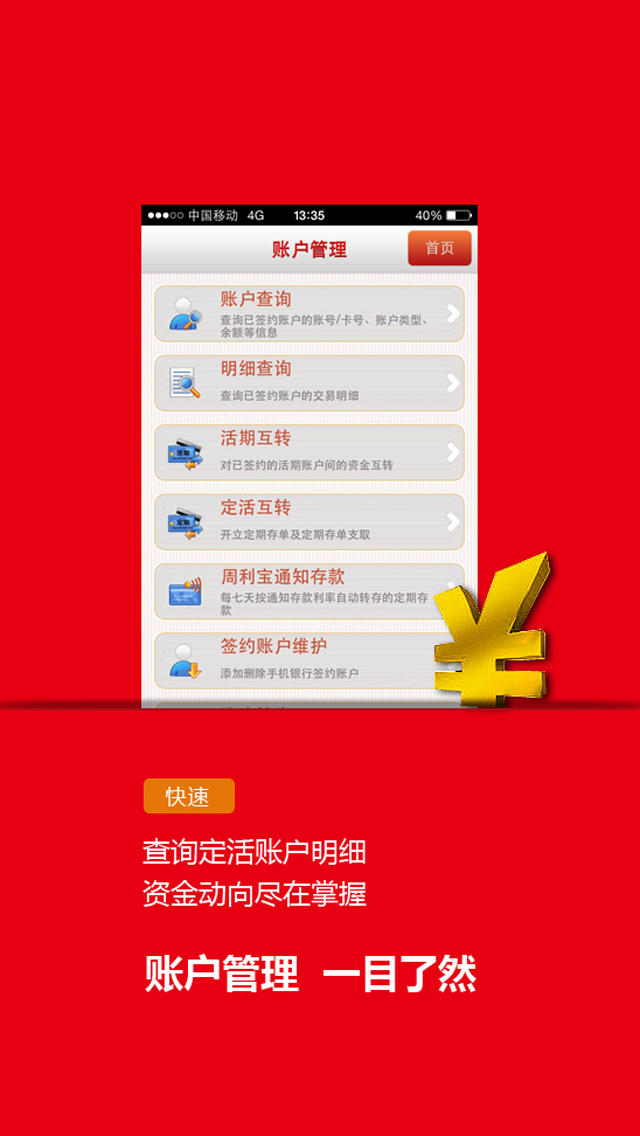 中国移动 4G 13:35 40%
账户管理 首页
账户查询
查询已签约账户的账号/卡号、账户类型、
余额等信息
明细查询
查询已签约账户的交易明细
活期互转
对已签约的活期账户间的资金互转
定活互转
开立定期存单及定期存单支取
周利宝通知存款
每七天按通知存款利率自动转存的定期存
款
签约账户维护
添加删除手机银行签约账户
快速
查询定活账户明细
资金动向尽在掌握
账户管理 一目了然